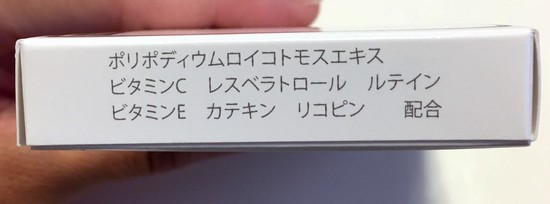 ポリポディウムロイコトモスエキス
ビタミンC　レスベラトロール　ルテイン
ビタミンE　カテキン　リコピン　配合